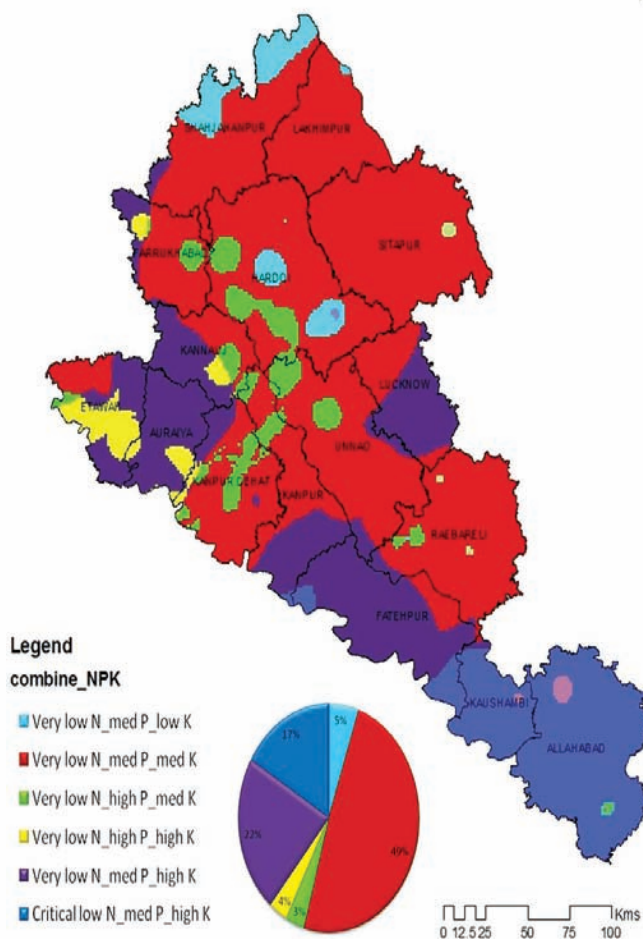 SHAHJAHANPUR
LAKHIMPUR
SITAPUR
ARRUKHABAD
HARDOI
KANNAUJ
LUCKNOW
ETAWAH
AURAIYA
UNNAO
KANPUR DEHAT
KANPUR
RAEBARELI
FATEHPUR
SKAUSHAMBI
ALLAHABAD
Legend
combine_NPK
Very low N_med P_low K
Very low N_med P_med K
Very low N_high P_med K
Very low N_high P_high K
Very low N_med P_high K
Critical low N_med P_high K
5%
17%
49%
22%
4%
3%
Kms
0 12.5 25 50 75 100